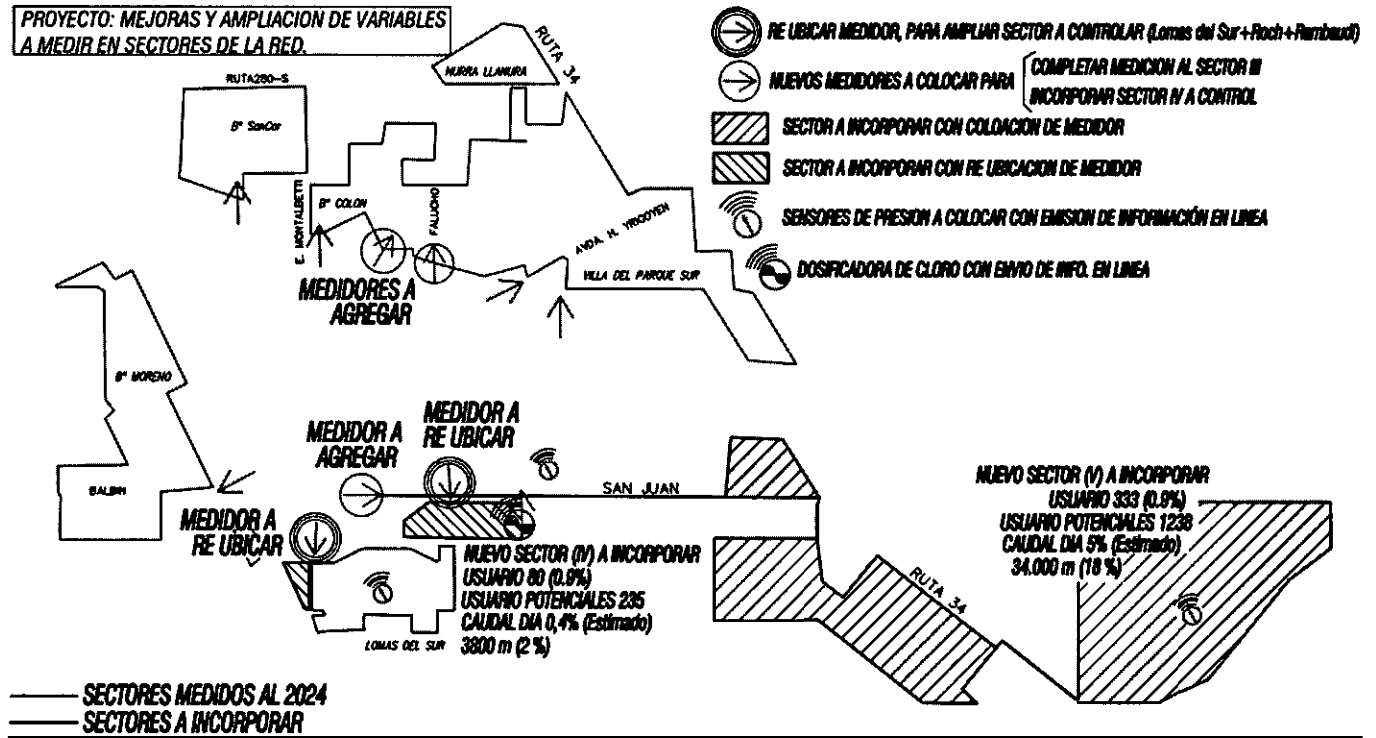 PROYECTO: MEJORAS Y AMPLIACION DE VARIABLES
A MEDIR EN SECTORES DE LA RED.
RE UBICAR MEDIDOR, PARA AMPLIAR SECTOR A CONTROLAR (Lomas del Sur+Roch+Rambaudi)
NUEVOS MEDIDORES A COLOCAR PARA
COMPLETAR MEDICION AL SECTOR III
INCORPORAR SECTOR IV A CONTROL
SECTOR A INCORPORAR CON COLOACION DE MEDIDOR
SECTOR A INCORPORAR CON RE UBICACION DE MEDIDOR
SENSORES DE PRESION A COLOCAR CON EMISION DE INFORMACIÓN EN LINEA
DOSIFICADORA DE CLORO CON ENVIO DE INFO. EN LINEA
RUTA 34
MURRA LLANURA
RUTA280-S
Bº SanCor
E. MONTALBETTI
Bº COLON
FALUCHO
AVDA. H. YRIGOYEN
VILLA DEL PARQUE SUR
MEDIDORES A
AGREGAR
Bº MORENO
BALBIN
MEDIDOR A
RE UBICAR
MEDIDOR A
AGREGAR
MEDIDOR A
RE UBICAR
SAN JUAN
NUEVO SECTOR (IV) A INCORPORAR
USUARIO 80 (0.9%)
USUARIO POTENCIALES 235
CAUDAL DIA 0,4% (Estimado)
3800 m (2 %)
LOMAS DEL SUR
RUTA 34
NUEVO SECTOR (V) A INCORPORAR
USUARIO 333 (0.9%)
USUARIO POTENCIALES 1238
CAUDAL DIA 5% (Estimado)
34.000 m (18 %)
SECTORES MEDIDOS AL 2024
SECTORES A INCORPORAR